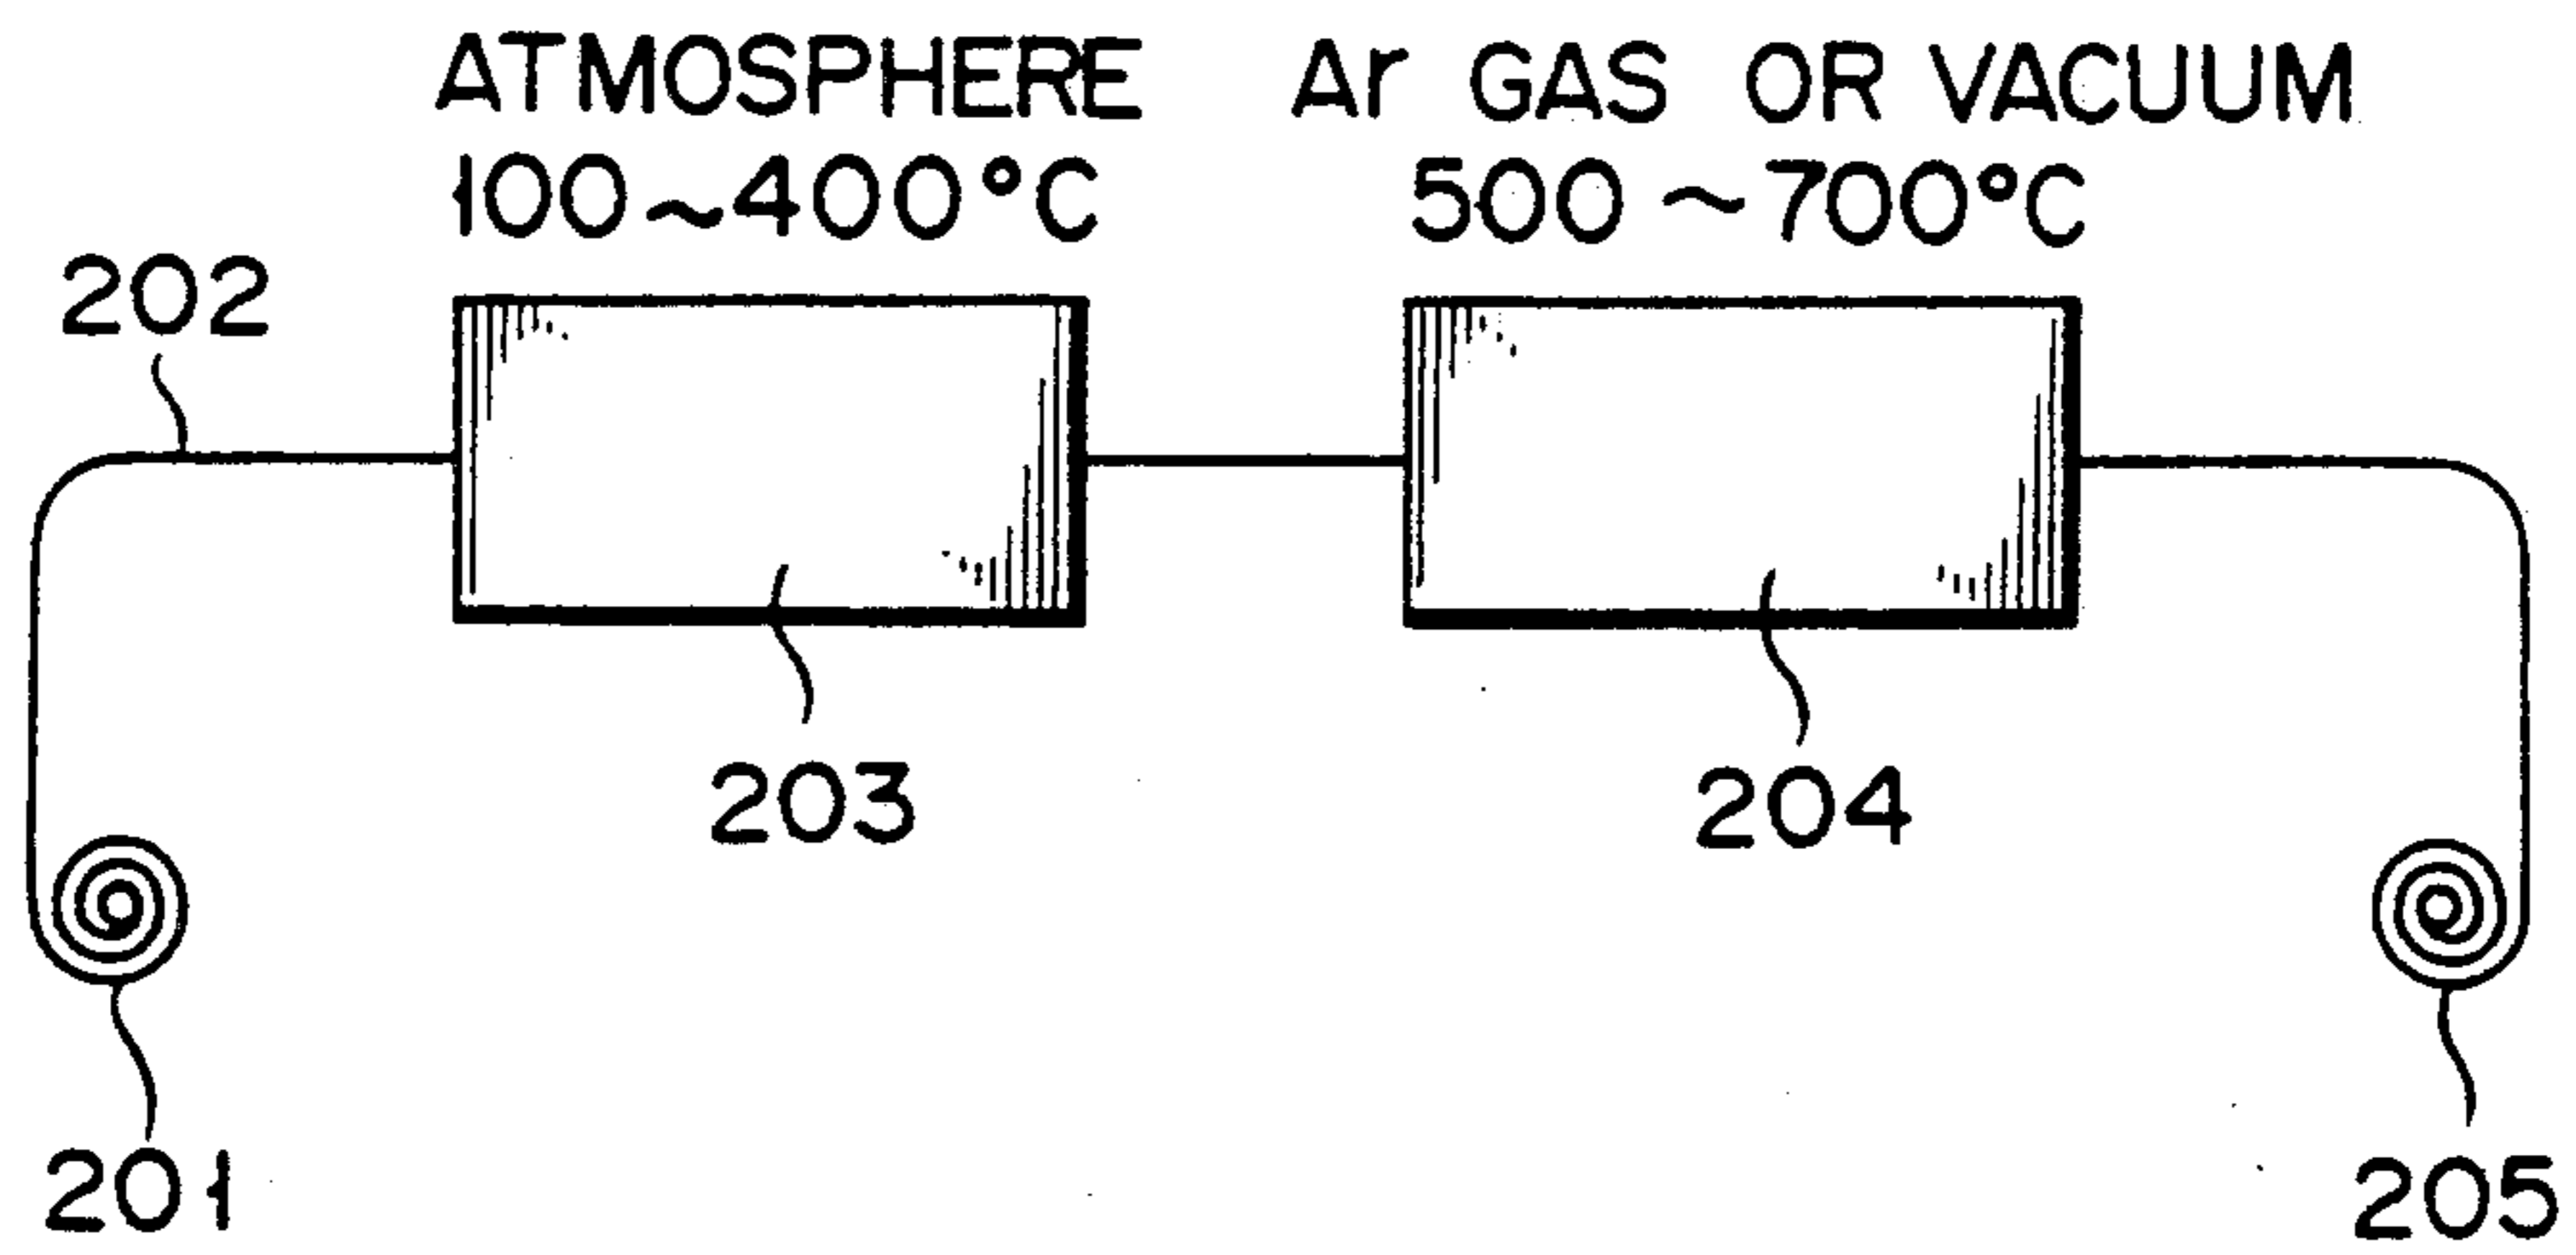 ATMOSPHERE
100~400°C
Ar GAS OR VACUUM
500~700°C
202
203
204
201
205